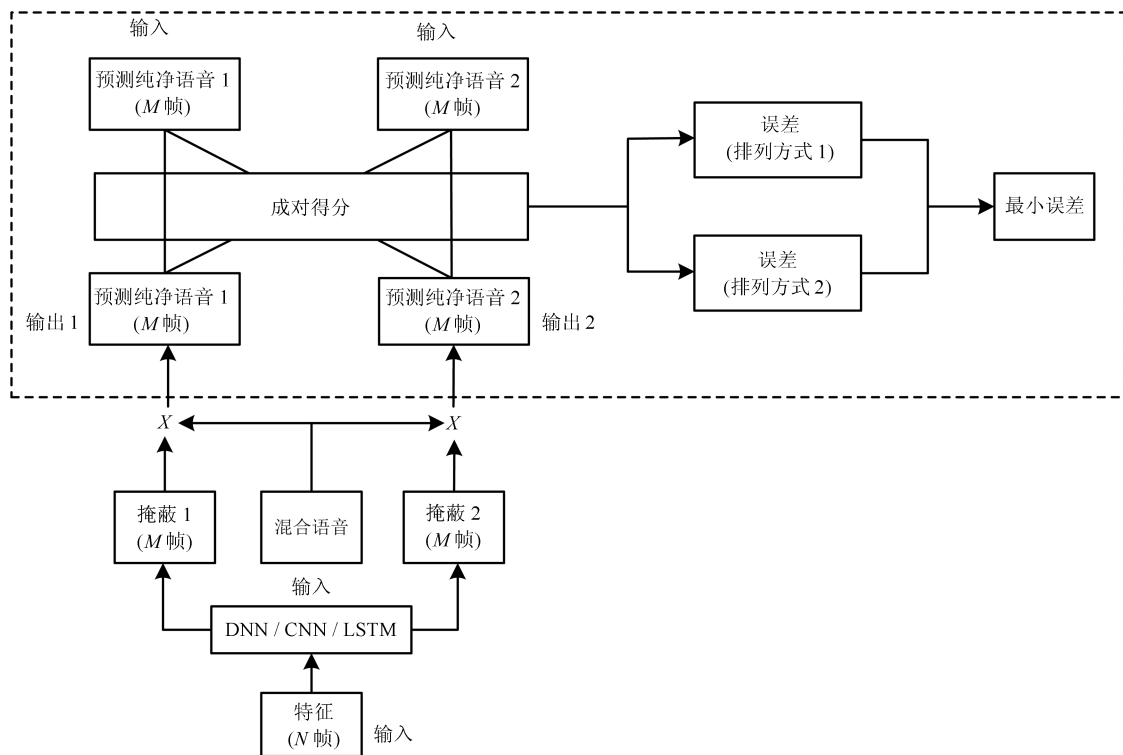 输入
输入
预测纯净语音 1
(M 帧)
预测纯净语音 2
(M 帧)
误差
(排列方式 1)
成对得分
最小误差
误差
(排列方式 2)
预测纯净语音 1
(M 帧)
输出 1
预测纯净语音 2
(M 帧)
输出 2
X
X
掩蔽 1
(M 帧)
混合语音
掩蔽 2
(M 帧)
输入
DNN / CNN / LSTM
特征
(N 帧)
输入